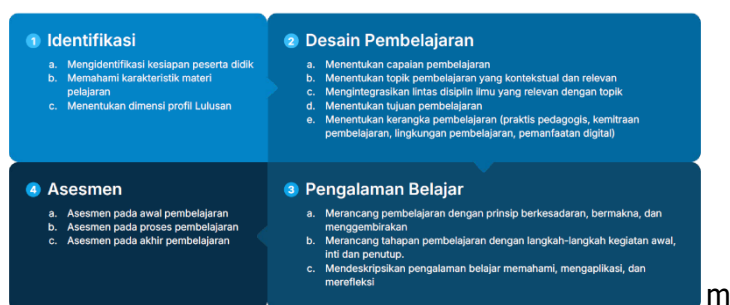 1 Identifikasi
a. Mengidentifikasi kesiapan peserta didik
b. Memahami karakteristik materi
pelajaran
c. Menentukan dimensi profil Lulusan
2 Desain Pembelajaran
a. Menentukan capaian pembelajaran
b. Menentukan topik pembelajaran yang kontekstual dan relevan
c. Mengintegrasikan lintas disiplin ilmu yang relevan dengan topik
d. Menentukan tujuan pembelajaran
e. Menentukan kerangka pembelajaran (praktis pedagogis, kemitraan
pembelajaran, lingkungan pembelajaran, pemanfaatan digital)
3 Pengalaman Belajar
a. Merancang pembelajaran dengan prinsip berkesadaran, bermakna, dan
menggembirakan
b. Merancang tahapan pembelajaran dengan langkah-langkah kegiatan awal,
inti dan penutup.
c. Mendeskripsikan pengalaman belajar memahami, mengaplikasi, dan
merefleksi
4 Asesmen
a. Asesmen pada awal pembelajaran
b. Asesmen pada proses pembelajaran
c. Asesmen pada akhir pembelajaran
m